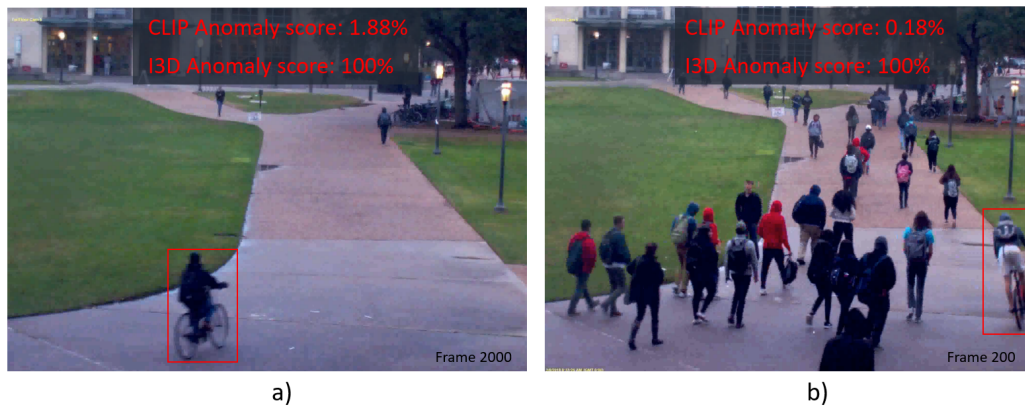 CLIP Anomaly score: 1.88%
I3D Anomaly score: 100%
Frame 2000
a)
CLIP Anomaly score: 0.18%
I3D Anomaly score: 100%
Frame 200
b)